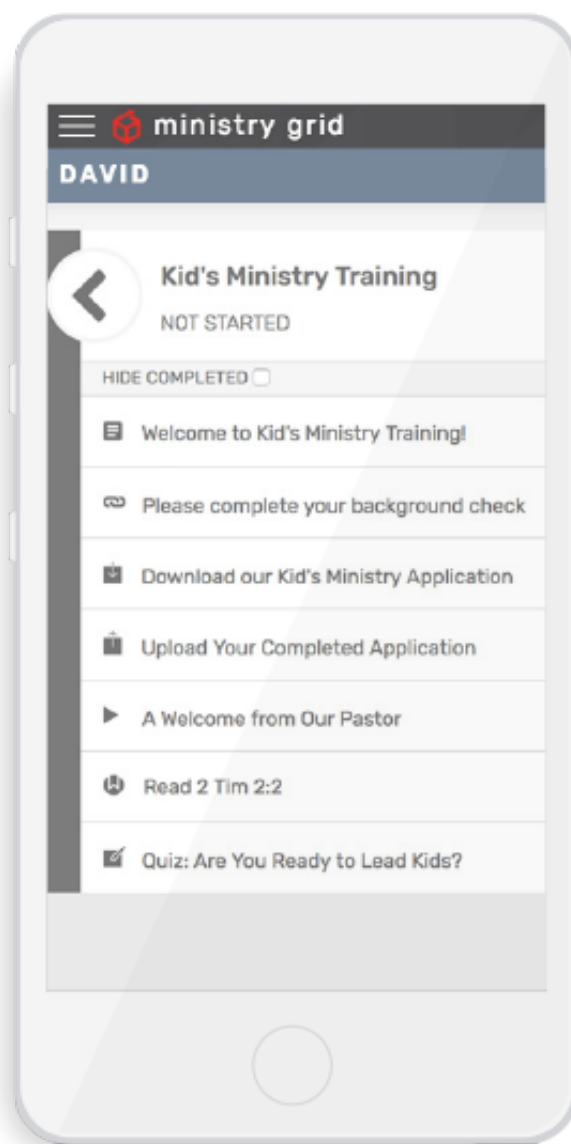 ministry grid
DAVID
Kid's Ministry Training
NOT STARTED
HIDE COMPLETED
Welcome to Kid's Ministry Training!
Please complete your background check
Download our Kid's Ministry Application
Upload Your Completed Application
A Welcome from Our Pastor
Read 2 Tim 2:2
Quiz: Are You Ready to Lead Kids?